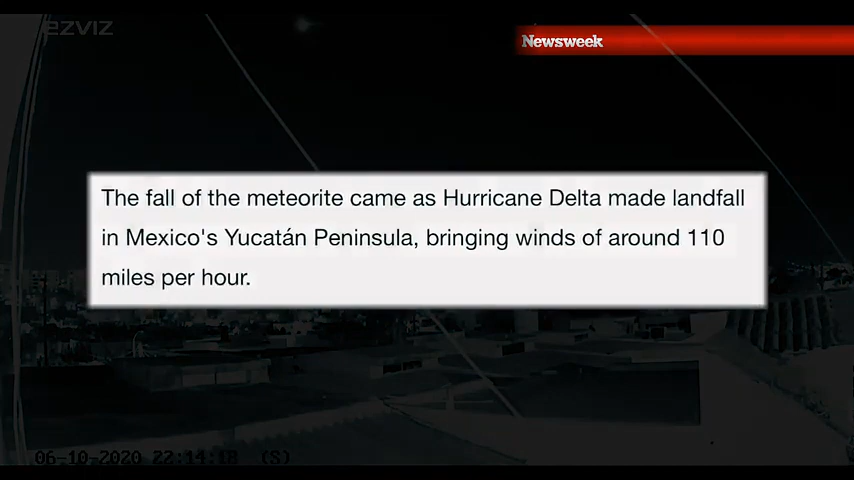 ezviz
Newsweek
The fall of the meteorite came as Hurricane Delta made landfall
in Mexico's Yucatán Peninsula, bringing winds of around 110
miles per hour.
06-10-2020 22:14:18 (S)